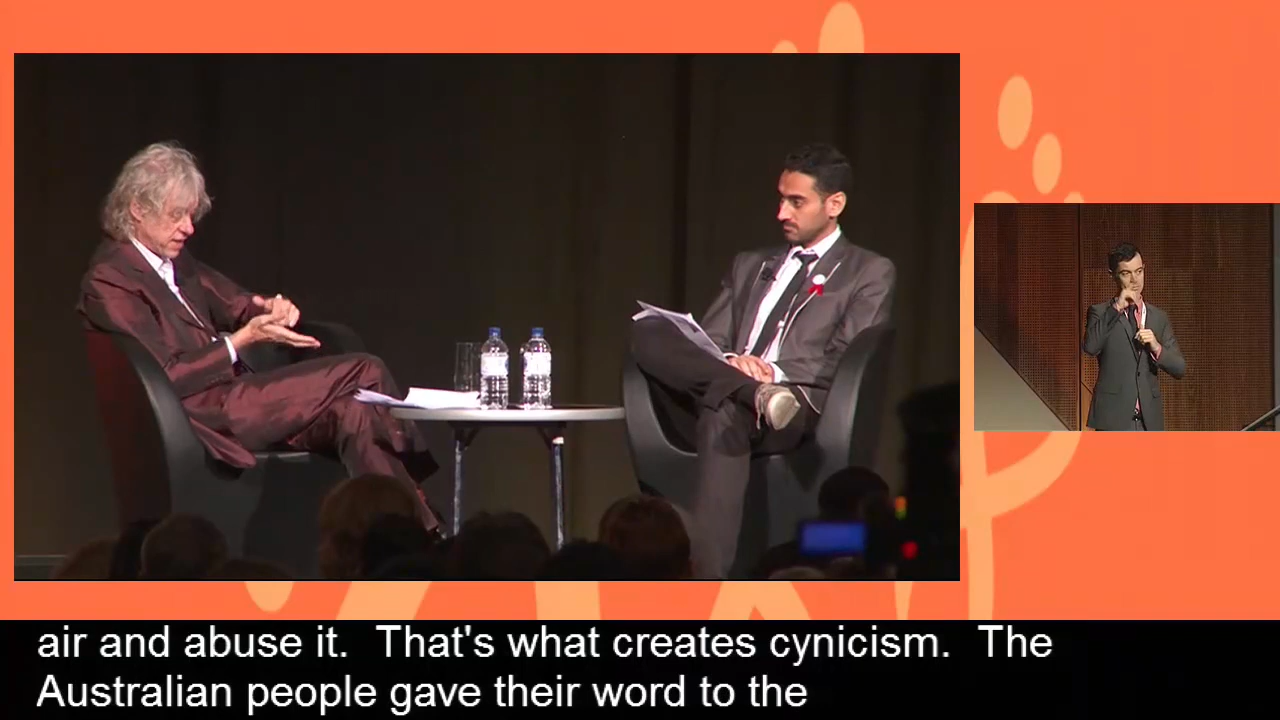 air and abuse it.  That's what creates cynicism.  The
Australian people gave their word to the